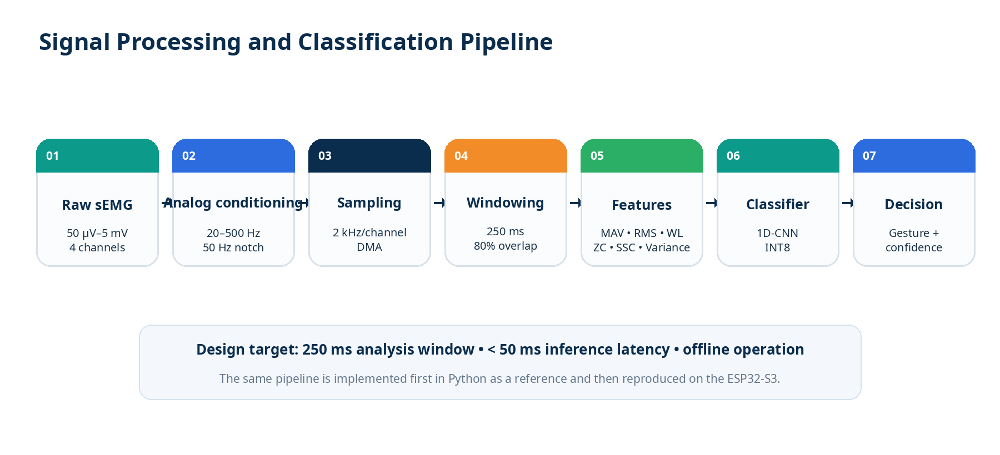 Signal Processing and Classification Pipeline
01
Raw sEMG
50 µV–5 mV
4 channels
02
Analog conditioning
20–500 Hz
50 Hz notch
03
Sampling
2 kHz/channel
DMA
04
Windowing
250 ms
80% overlap
05
Features
MAV • RMS • WL
ZC • SSC • Variance
06
Classifier
1D-CNN
INT8
07
Decision
Gesture +
confidence
Design target: 250 ms analysis window • < 50 ms inference latency • offline operation
The same pipeline is implemented first in Python as a reference and then reproduced on the ESP32-S3.